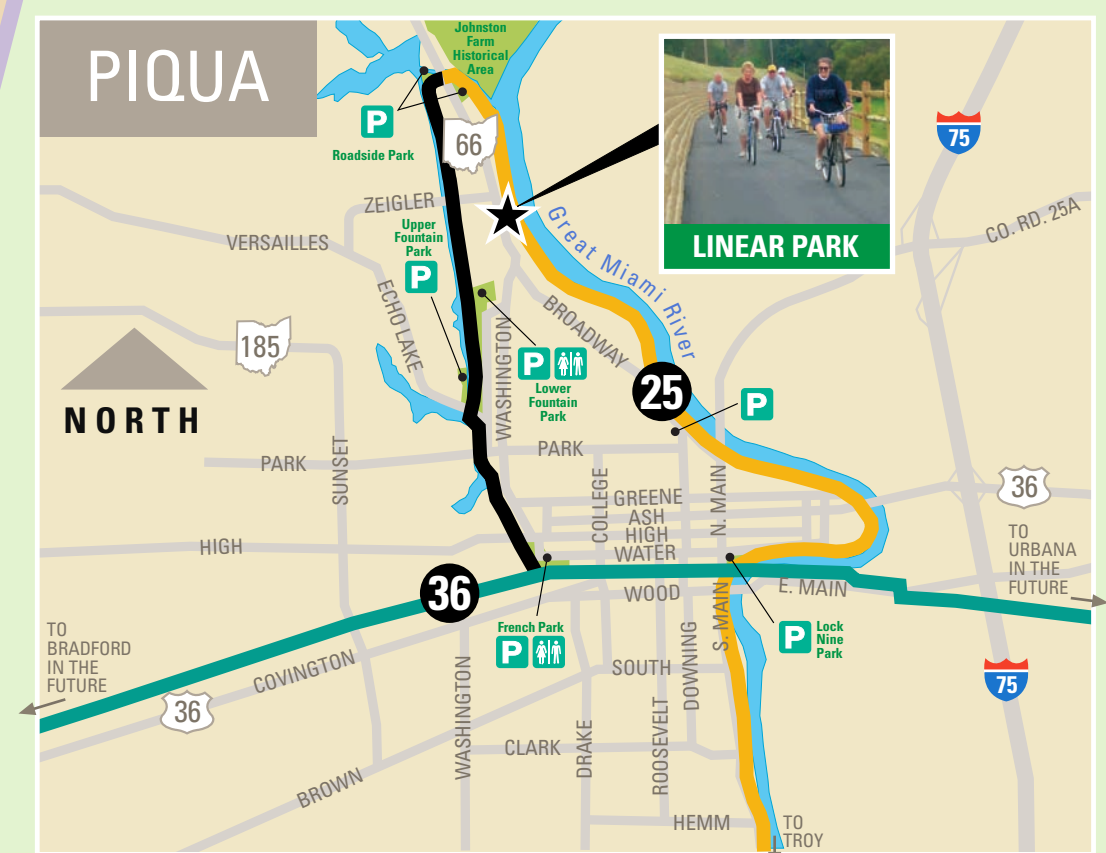 PIQUA
Johnston
Farm
Historical
Area
P
Roadside Park
66
75
LINEAR PARK
ZEIGLER
VERSAILLES
Upper
Fountain
Park
P
Great Miami River
CO. RD. 25A
ECHO LAKE
185
NORTH
WASHINGTON
BROADWAY
P
Lower
Fountain
Park
25
P
PARK
SUNSET
PARK
COLLEGE
N. MAIN
GREENE
ASH
HIGH
WATER
36
HIGH
TO
URBANA
IN THE
FUTURE
36
WOOD
E. MAIN
French Park
P
S. MAIN
P
Lock
Nine
Park
TO
BRADFORD
IN THE
FUTURE
COVINGTON
36
SOUTH
DOWNING
75
WASHINGTON
CLARK
DRAKE
ROOSEVELT
BROWN
HEMM
TO
TROY